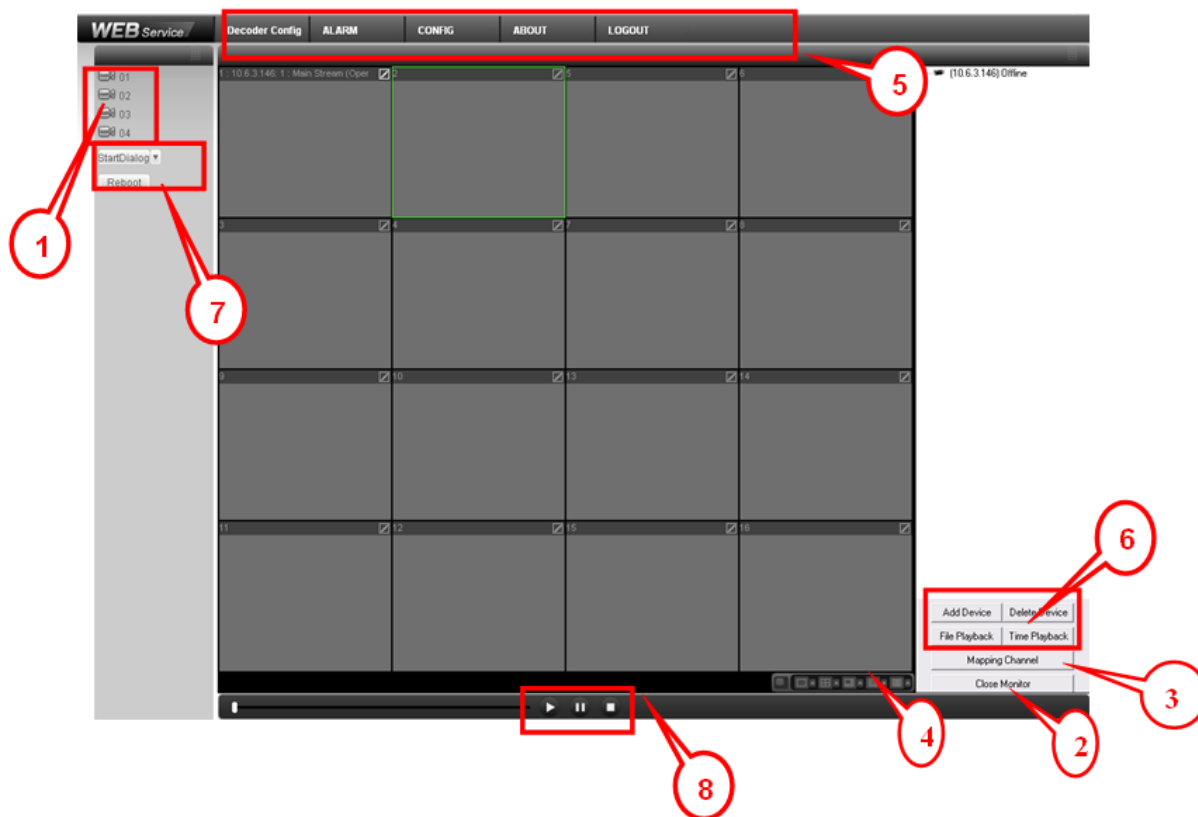 WEB Service
Decoder Config ALARM CONFIG ABOUT LOGOUT
5
01
02
03
04
StartDialog
Reboot
1
7
1 : 10.6.3.146: 1 : Main Stream (Oper
2
5
6
3
4
7
8
9
10
13
14
11
12
15
16
(10.6.3.146) Offline
6
Add Device Delete Device
File Playback Time Playback
Mapping Channel
Close Monitor
3
2
4
8